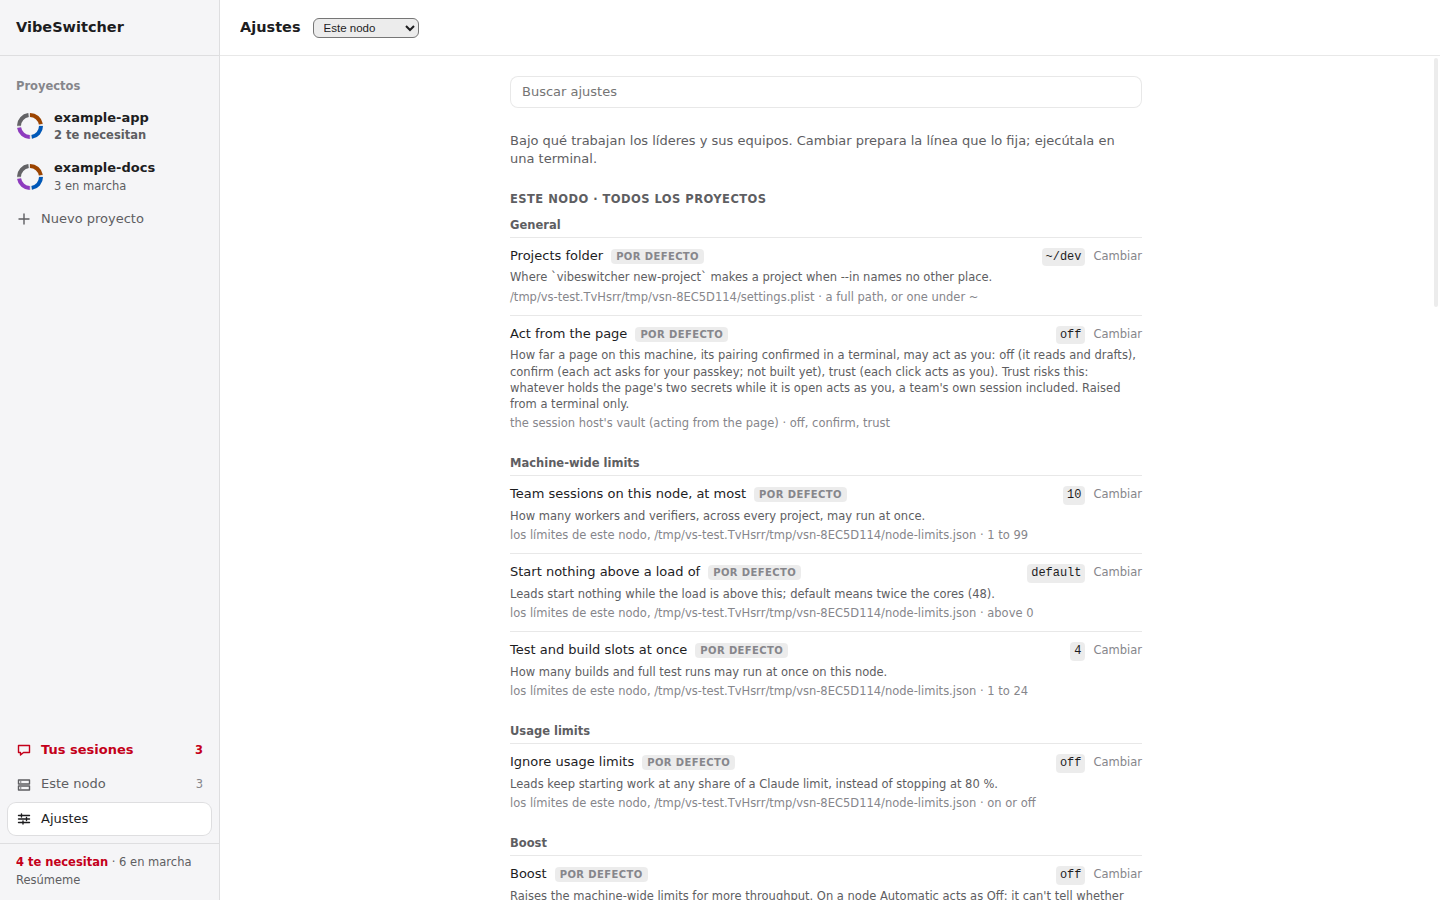 VibeSwitcher
Proyectos
example-app
2 te necesitan
example-docs
3 en marcha
Nuevo proyecto
Tus sesiones 3
Este nodo 3
Ajustes
4 te necesitan · 6 en marcha
Resúmeme
Ajustes Este nodo
Buscar ajustes
Bajo qué trabajan los líderes y sus equipos. Cambiar prepara la línea que lo fija; ejecútala en
una terminal.
ESTE NODO · TODOS LOS PROYECTOS
General
Projects folder POR DEFECTO ~/dev Cambiar
Where `vibeswitcher new-project` makes a project when --in names no other place.
/tmp/vs-test.TvHsrr/tmp/vsn-8EC5D114/settings.plist · a full path, or one under ~
Act from the page POR DEFECTO off Cambiar
How far a page on this machine, its pairing confirmed in a terminal, may act as you: off (it reads and drafts),
confirm (each act asks for your passkey; not built yet), trust (each click acts as you). Trust risks this:
whatever holds the page's two secrets while it is open acts as you, a team's own session included. Raised
from a terminal only.
the session host's vault (acting from the page) · off, confirm, trust
Machine-wide limits
Team sessions on this node, at most POR DEFECTO 10 Cambiar
How many workers and verifiers, across every project, may run at once.
los límites de este nodo, /tmp/vs-test.TvHsrr/tmp/vsn-8EC5D114/node-limits.json · 1 to 99
Start nothing above a load of POR DEFECTO default Cambiar
Leads start nothing while the load is above this; default means twice the cores (48).
los límites de este nodo, /tmp/vs-test.TvHsrr/tmp/vsn-8EC5D114/node-limits.json · above 0
Test and build slots at once POR DEFECTO 4 Cambiar
How many builds and full test runs may run at once on this node.
los límites de este nodo, /tmp/vs-test.TvHsrr/tmp/vsn-8EC5D114/node-limits.json · 1 to 24
Usage limits
Ignore usage limits POR DEFECTO off Cambiar
Leads keep starting work at any share of a Claude limit, instead of stopping at 80 %.
los límites de este nodo, /tmp/vs-test.TvHsrr/tmp/vsn-8EC5D114/node-limits.json · on or off
Boost
Boost POR DEFECTO off Cambiar
Raises the machine-wide limits for more throughput. On a node Automatic acts as Off: it can't tell whether